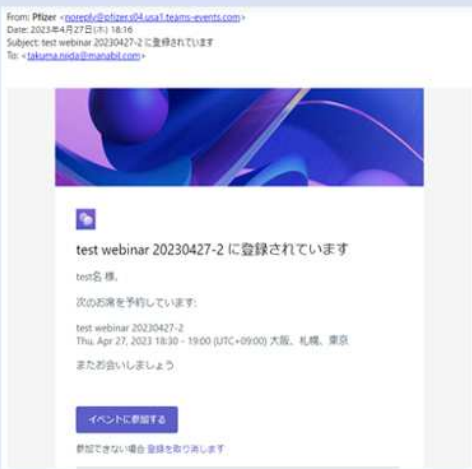 From: Pfizer <noreply@pfizer.s04.usa1.teams-events.com>
Date: 2023年4月27日(木) 18:16
Subject: test webinar 20230427-2 に登録されています
To: <takuma.niida@manabil.com>
test webinar 20230427-2 に登録されています
test名 様、
次のお席を予約しています:
test webinar 20230427-2
Thu, Apr 27, 2023 18:30 - 19:00 (UTC+09:00) 大阪、札幌、東京
またお会いしましょう
イベントに参加する
参加できない場合 登録を取り消します